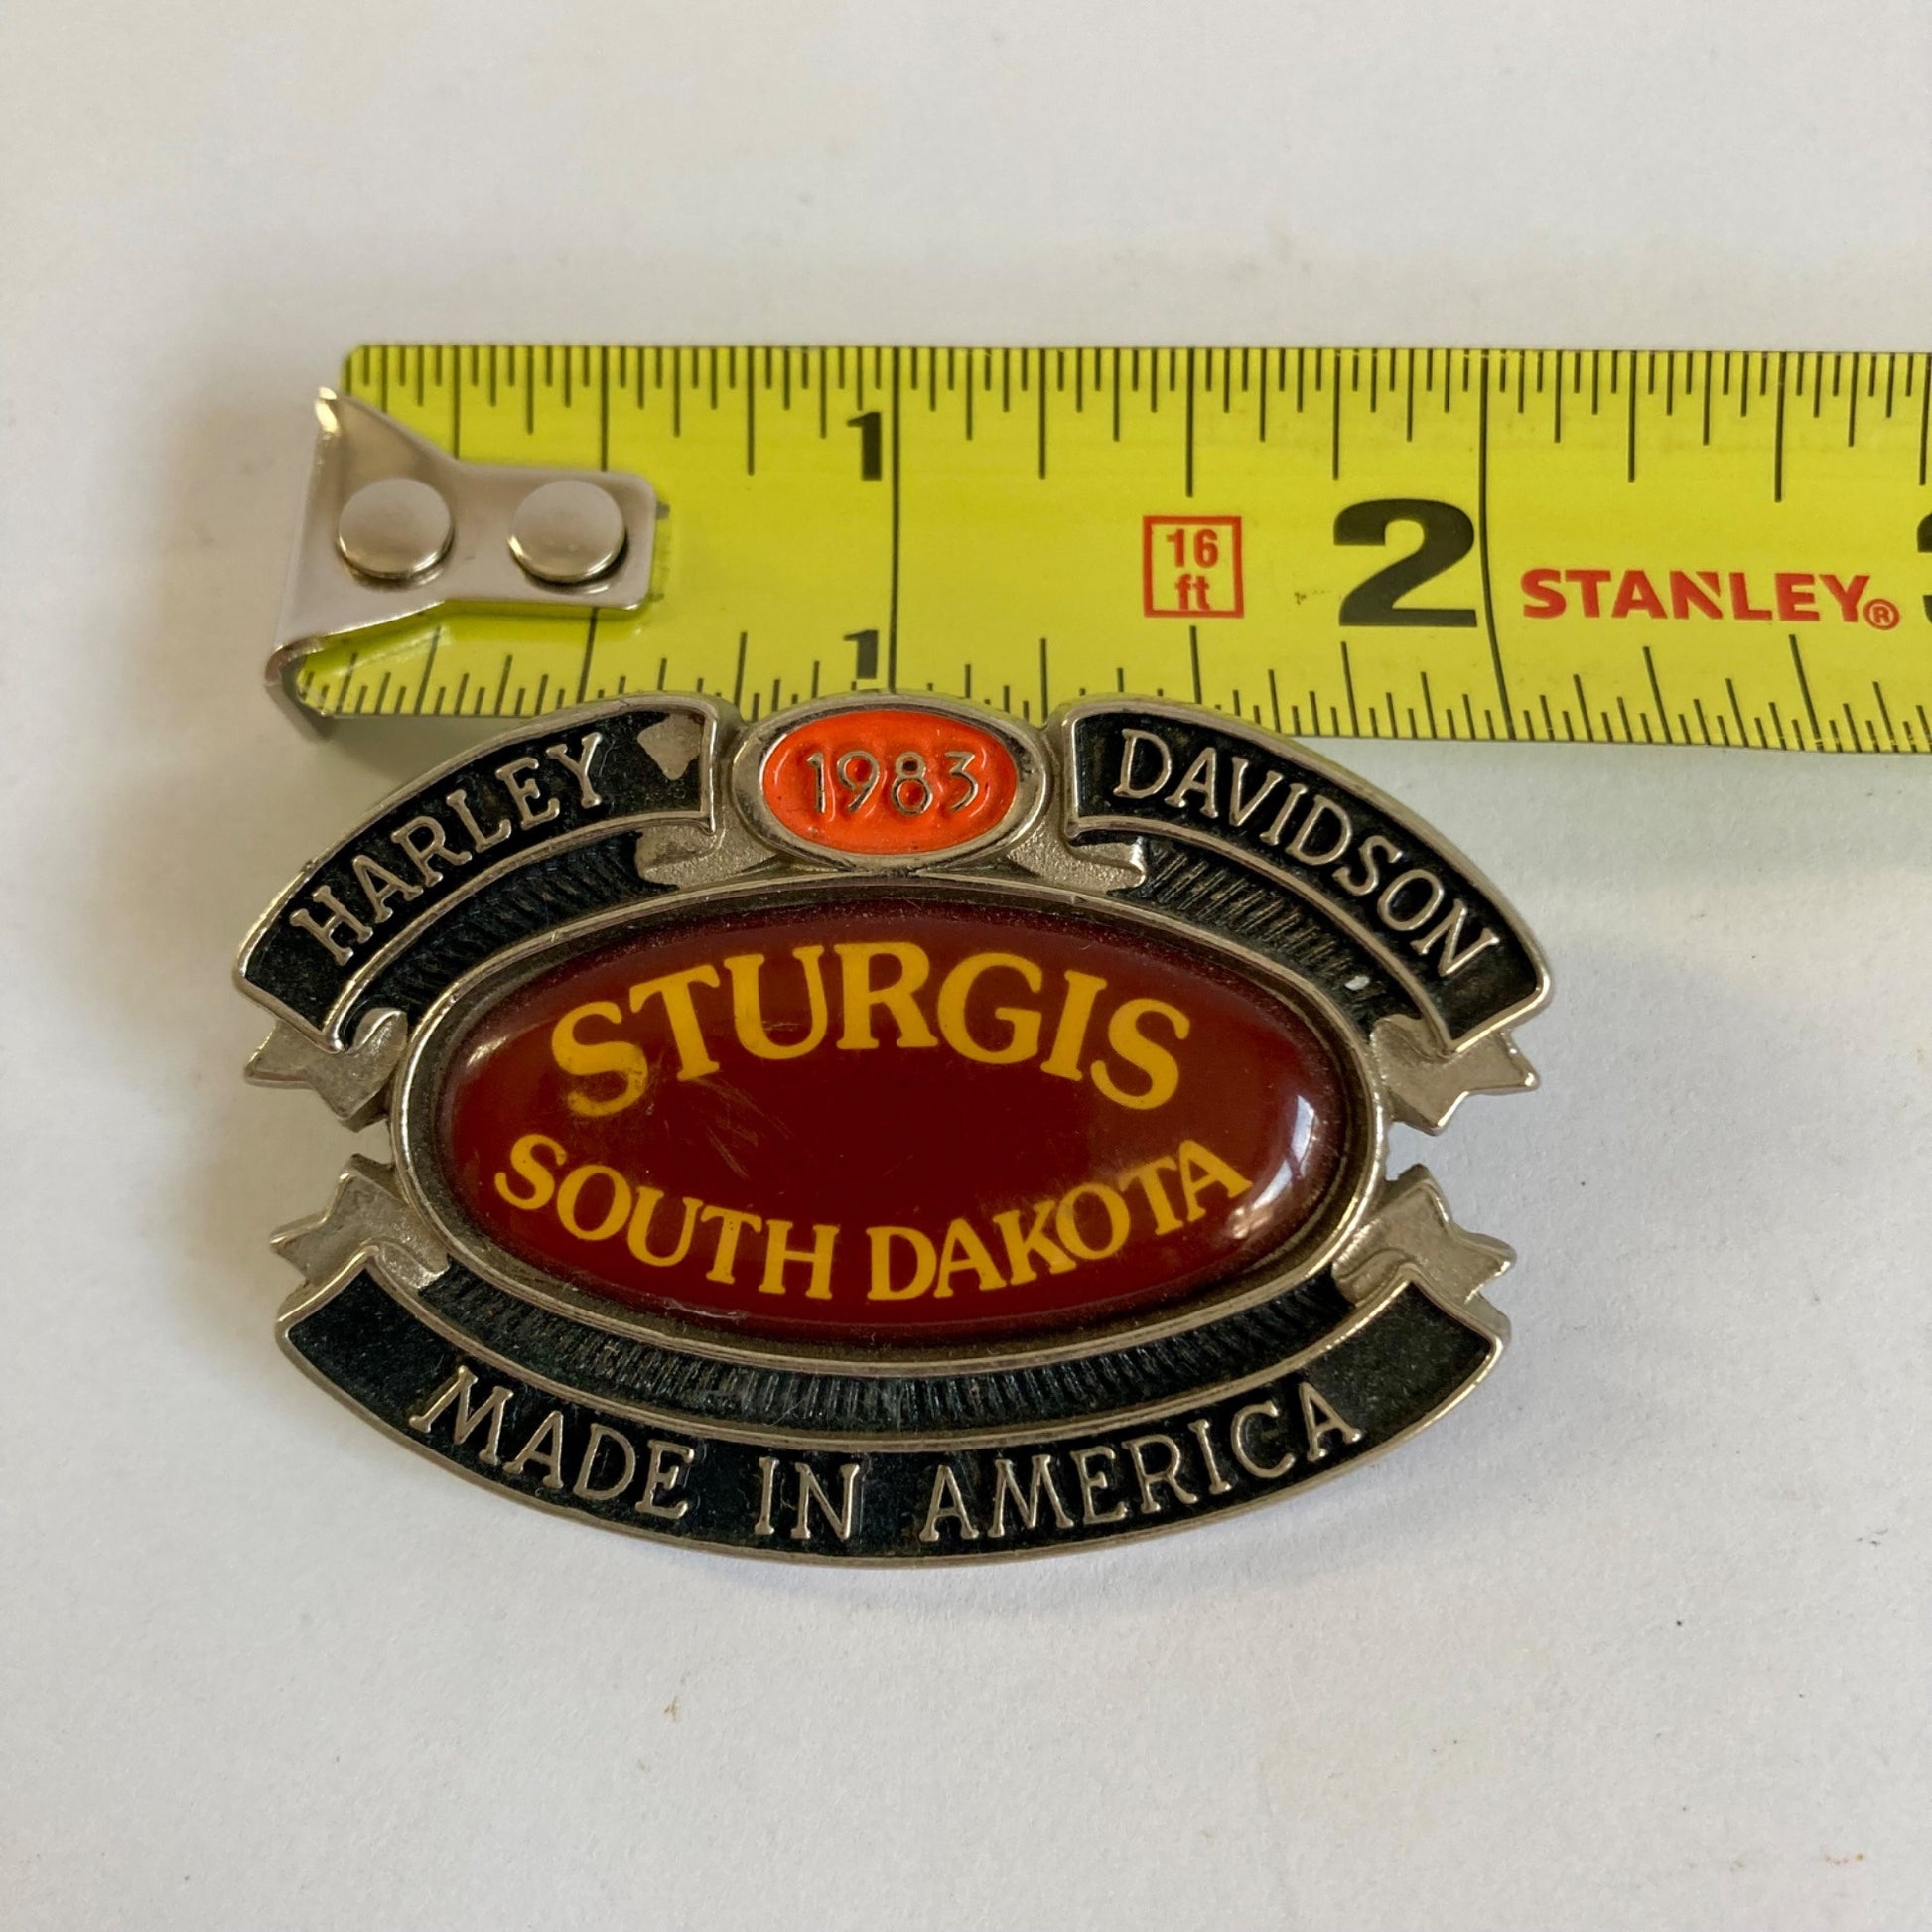 1
16
ft
2
STANLEY®
1
HARLEY 1983 DAVIDSON
STURGIS
SOUTH DAKOTA
MADE IN AMERICA